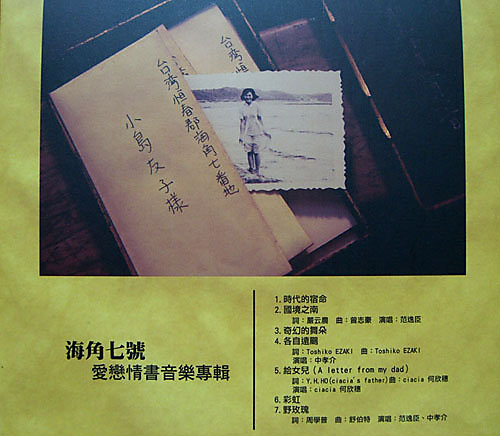 台灣恒
台灣恒春郡海角七番地
小島友子様
海角七號
愛戀情書音樂專輯
1. 時代的宿命
2. 國境之南
詞：嚴云農 曲：曾志豪 演唱：范逸臣
3. 奇幻的舞朵
4. 各自遠颺
詞：Toshiko EZAKI 曲：Toshiko EZAKI
演唱：中孝介
5. 給女兒 (A letter from my dad)
詞：Y.H.HO(ciacia's father) 曲：ciacia 何欣穗
演唱：ciacia 何欣穗
6. 彩虹
7. 野玫瑰
詞：周學普 曲：舒伯特 演唱：范逸臣、中孝介